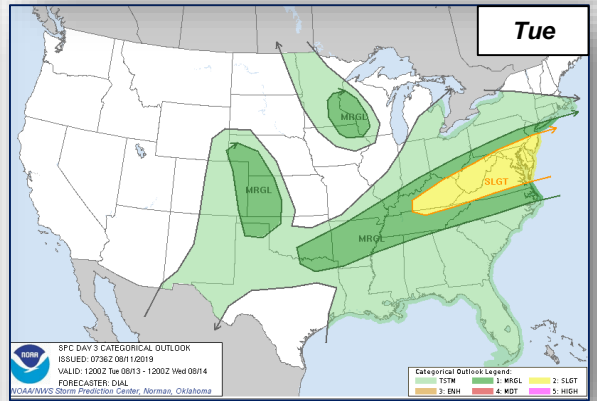 Tue
MRGL
MRGL
SLGT
MRGL
NOAA
SPC DAY 3 CATEGORICAL OUTLOOK
ISSUED: 0736Z 08/11/2019
VALID: 1200Z Tue 08/13 - 1200Z Wed 08/14
FORECASTER: DIAL
NOAA/NWS Storm Prediction Center, Norman, Oklahoma
Categorical Outlook Legend:
TSTM 1: MRGL 2: SLGT
3: ENH 4: MDT 5: HIGH